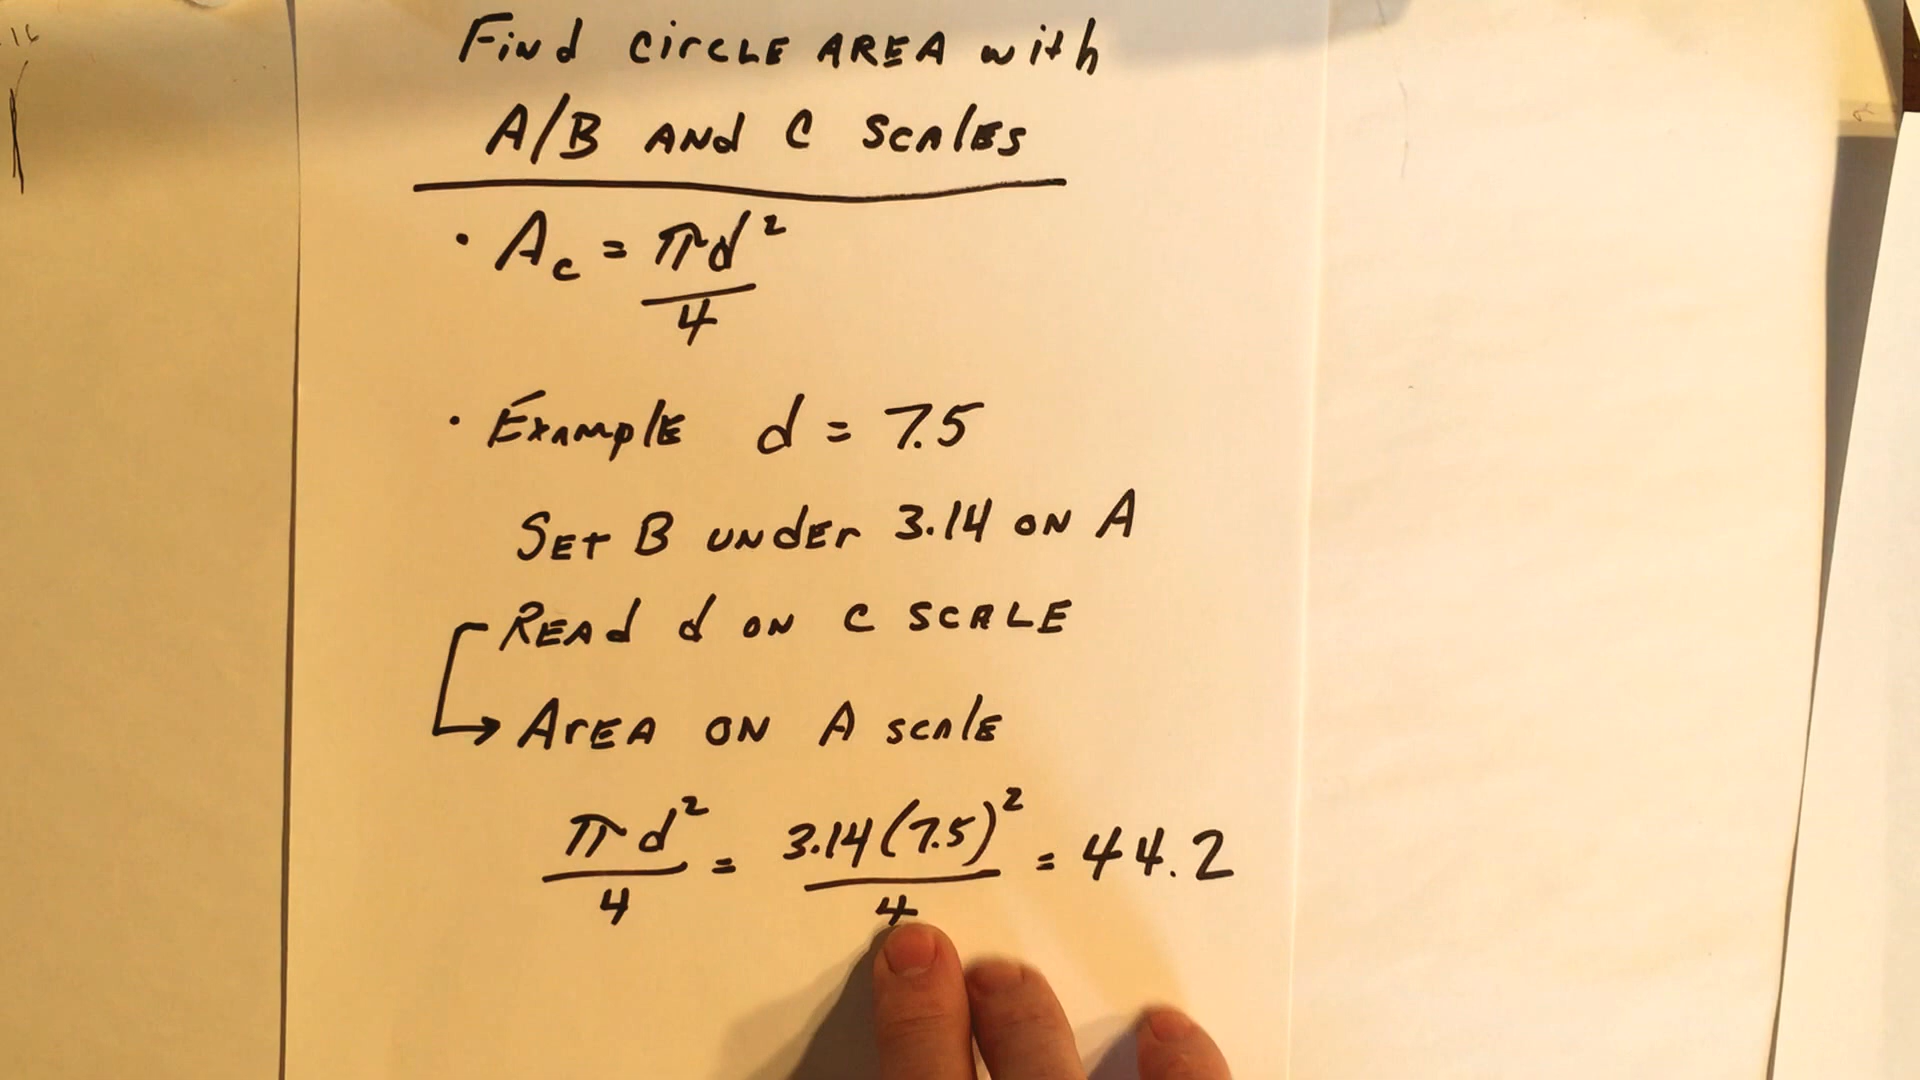 Find circLE AREA with
A/B ANd C ScalEs
· Ac = πd²/4
· ExamplE d = 7.5
SEt B UNdEr 3.14 ON A
REAd d ON C SCALE
→ ArEA ON A scalE
πd²/4 = 3.14(7.5)²/4 = 44.2
.16